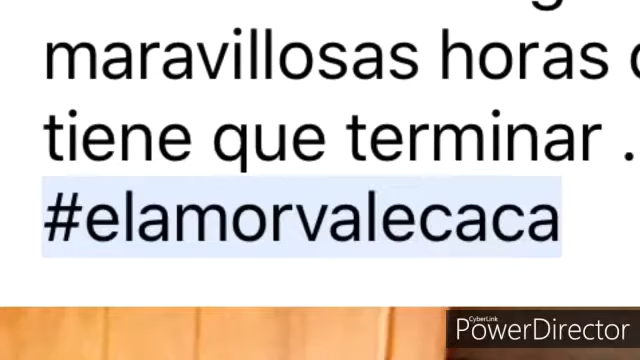 maravillosas horas
tiene que terminar .
#elamorvalecaca
CyberLink
PowerDirector